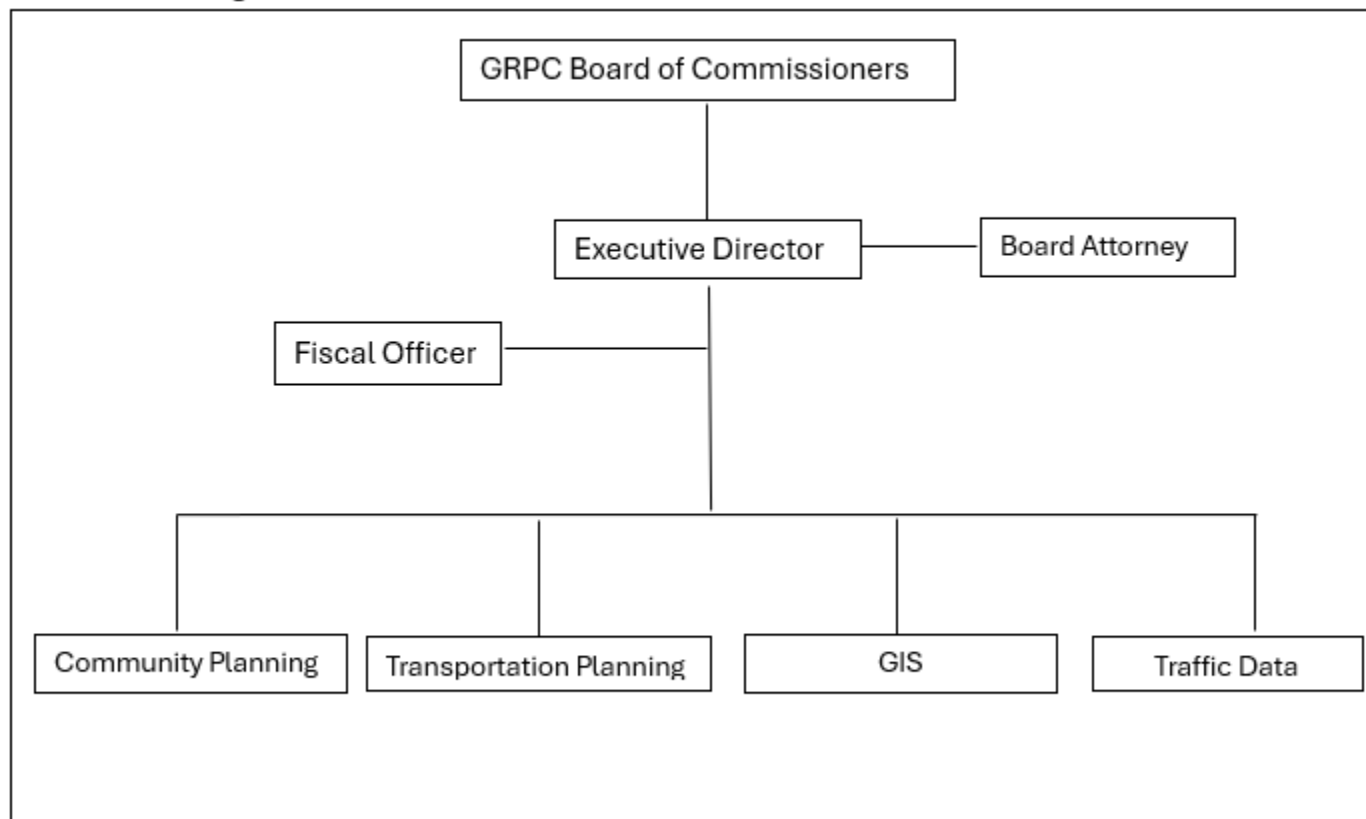 GRPC Board of Commissioners
Executive Director
Board Attorney
Fiscal Officer
Community Planning
Transportation Planning
GIS
Traffic Data